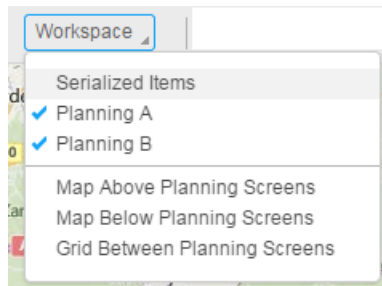 Workspace
Serialized Items
Planning A
Planning B
Map Above Planning Screens
Map Below Planning Screens
Grid Between Planning Screens